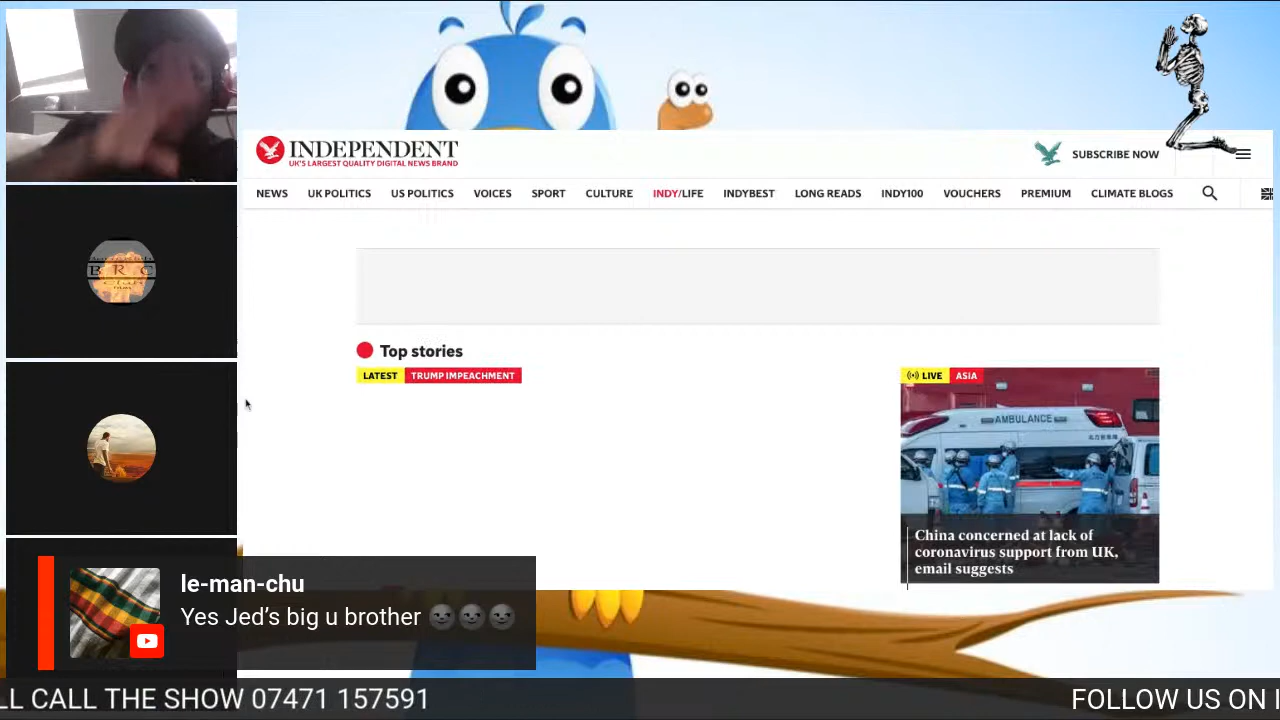 INDEPENDENT
UK'S LARGEST QUALITY DIGITAL NEWS BRAND
SUBSCRIBE NOW
NEWS UK POLITICS US POLITICS VOICES SPORT CULTURE INDY/LIFE INDYBEST LONG READS INDY100 VOUCHERS PREMIUM CLIMATE BLOGS
B R C
Top stories
LATEST TRUMP IMPEACHMENT
LIVE ASIA
AMBULANCE
China concerned at lack of
coronavirus support from UK,
email suggests
le-man-chu
Yes Jed's big u brother 🌚🌚🌚
LL CALL THE SHOW 07471 157591
FOLLOW US ON I